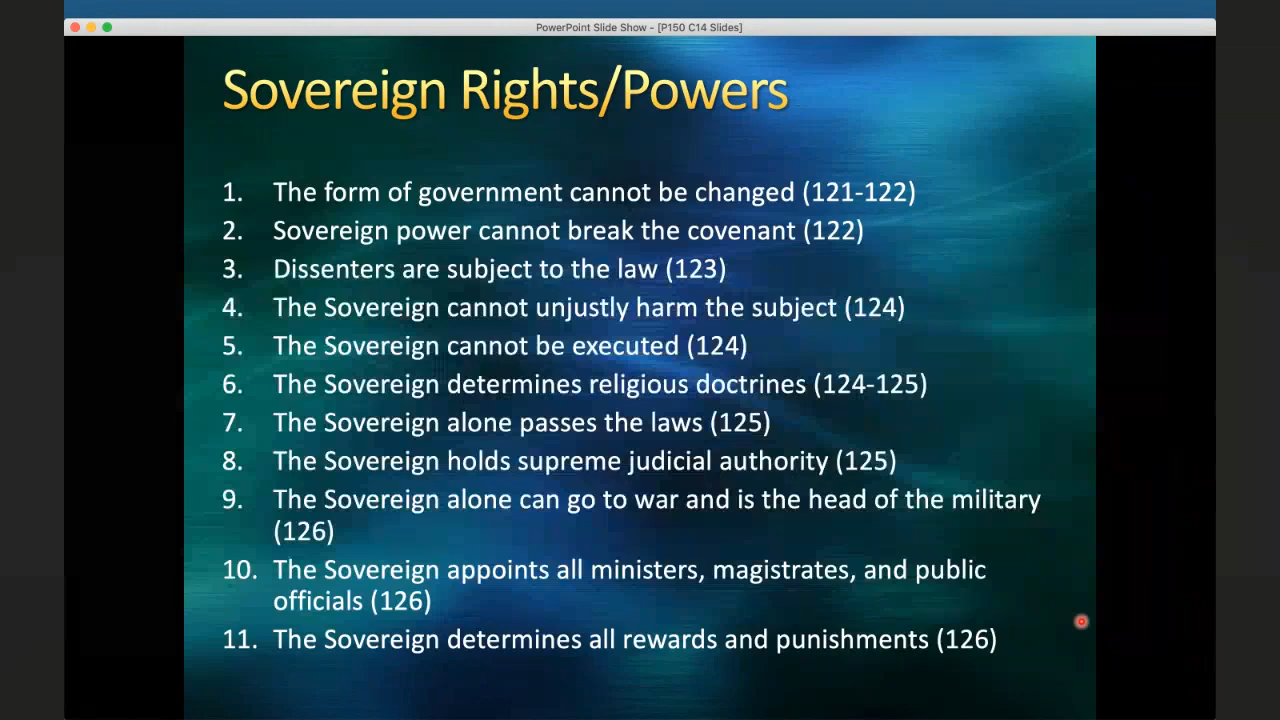 PowerPoint Slide Show - [P150 C14 Slides]
Sovereign Rights/Powers
1. The form of government cannot be changed (121-122)
2. Sovereign power cannot break the covenant (122)
3. Dissenters are subject to the law (123)
4. The Sovereign cannot unjustly harm the subject (124)
5. The Sovereign cannot be executed (124)
6. The Sovereign determines religious doctrines (124-125)
7. The Sovereign alone passes the laws (125)
8. The Sovereign holds supreme judicial authority (125)
9. The Sovereign alone can go to war and is the head of the military
(126)
10. The Sovereign appoints all ministers, magistrates, and public
officials (126)
11. The Sovereign determines all rewards and punishments (126)